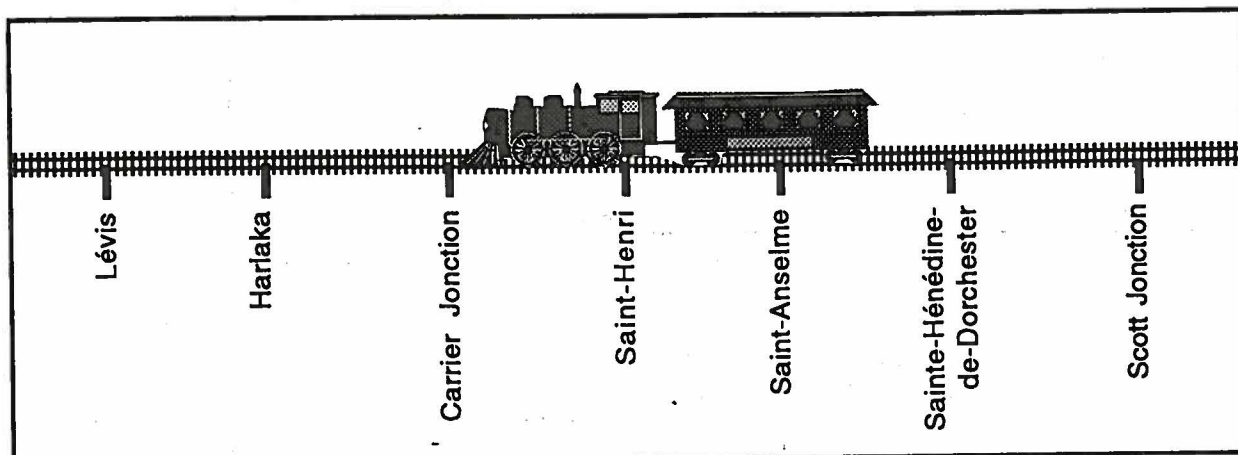 Lévis
Harlaka
Carrier Jonction
Saint-Henri
Saint-Anselme
Sainte-Hénédine-
de-Dorchester
Scott Jonction